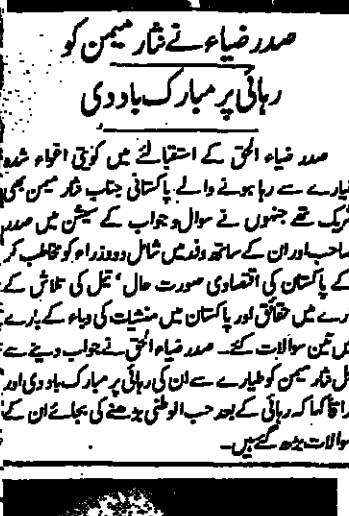 صدر ضیاء نے نثار میمن کو
رہائی پر مبارکباد دی
صدر ضیاء الحق کے استقبالئے میں کویتی اغواء شدہ
طیارے سے رہا ہونے والے پاکستانی جناب نثار میمن بھی
شریک تھے جنہوں نے سوال و جواب کے سیشن میں صدر
صاحب اور ان کے ساتھ وفد میں شامل دو وزراء کو مخاطب کر
کے پاکستان کی اقتصادی صورت حال، تیل کی تلاش کے
بارے میں حقائق اور پاکستان میں منشیات کی وباء کے بارے
میں تین سوالات کئے۔ صدر ضیاء الحق نے جواب دینے سے
قبل نثار میمن کو طیارے سے ان کی رہائی پر مبارکباد دی اور
کہا کہ رہائی کے بعد حب الوطنی بڑھنے کی بجائے ان کے
سوالات بڑھ گئے ہیں۔